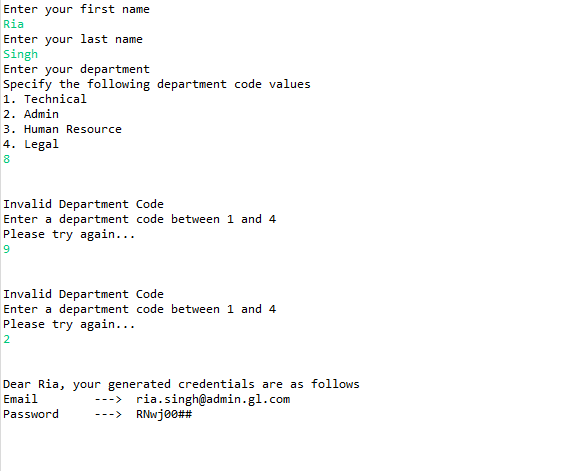 Enter your first name
Ria
Enter your last name
Singh
Enter your department
Specify the following department code values
1. Technical
2. Admin
3. Human Resource
4. Legal
8
Invalid Department Code
Enter a department code between 1 and 4
Please try again...
9
Invalid Department Code
Enter a department code between 1 and 4
Please try again...
2
Dear Ria, your generated credentials are as follows
Email        --->  ria.singh@admin.gl.com
Password     --->  RNwj00##